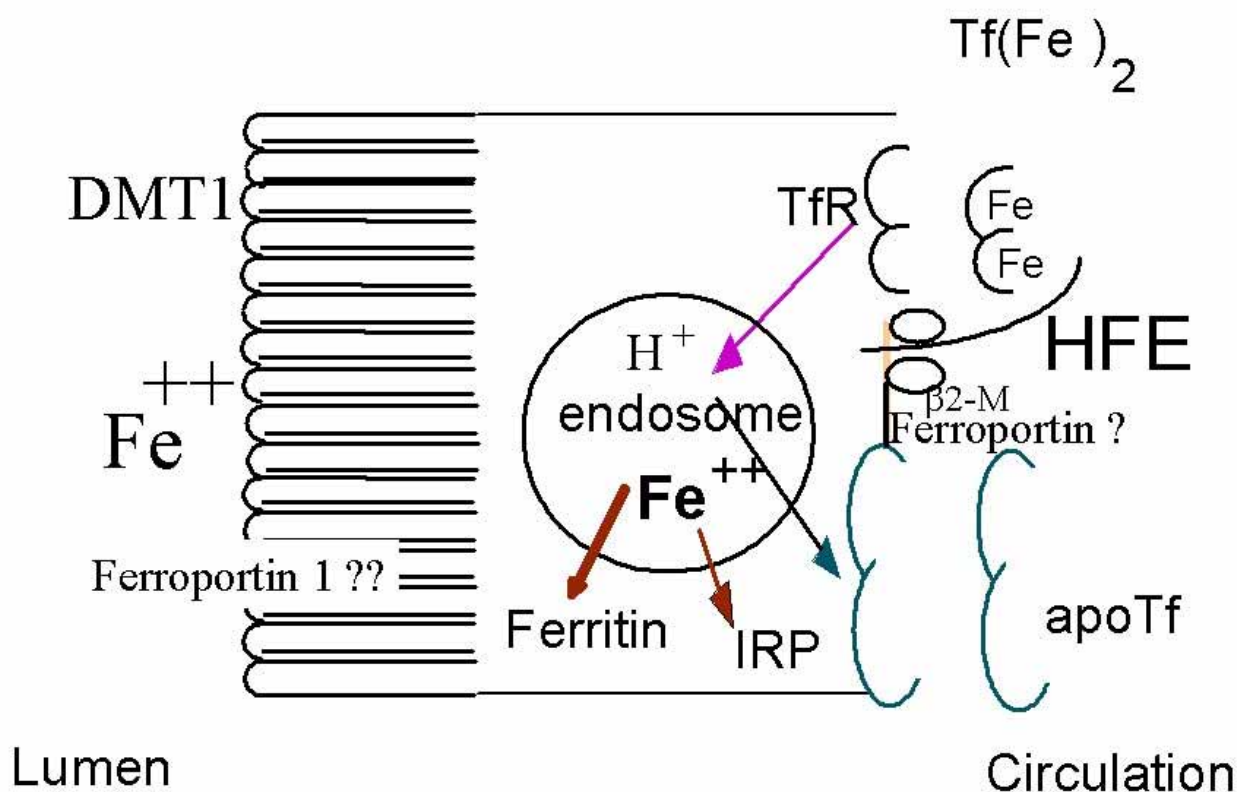 Tf(Fe )2
DMT1
TfR
Fe
Fe
H+
HFE
Fe++
endosome
β2-M
Ferroportin ?
Fe++
Ferroportin 1 ??
Ferritin
IRP
apoTf
Lumen
Circulation